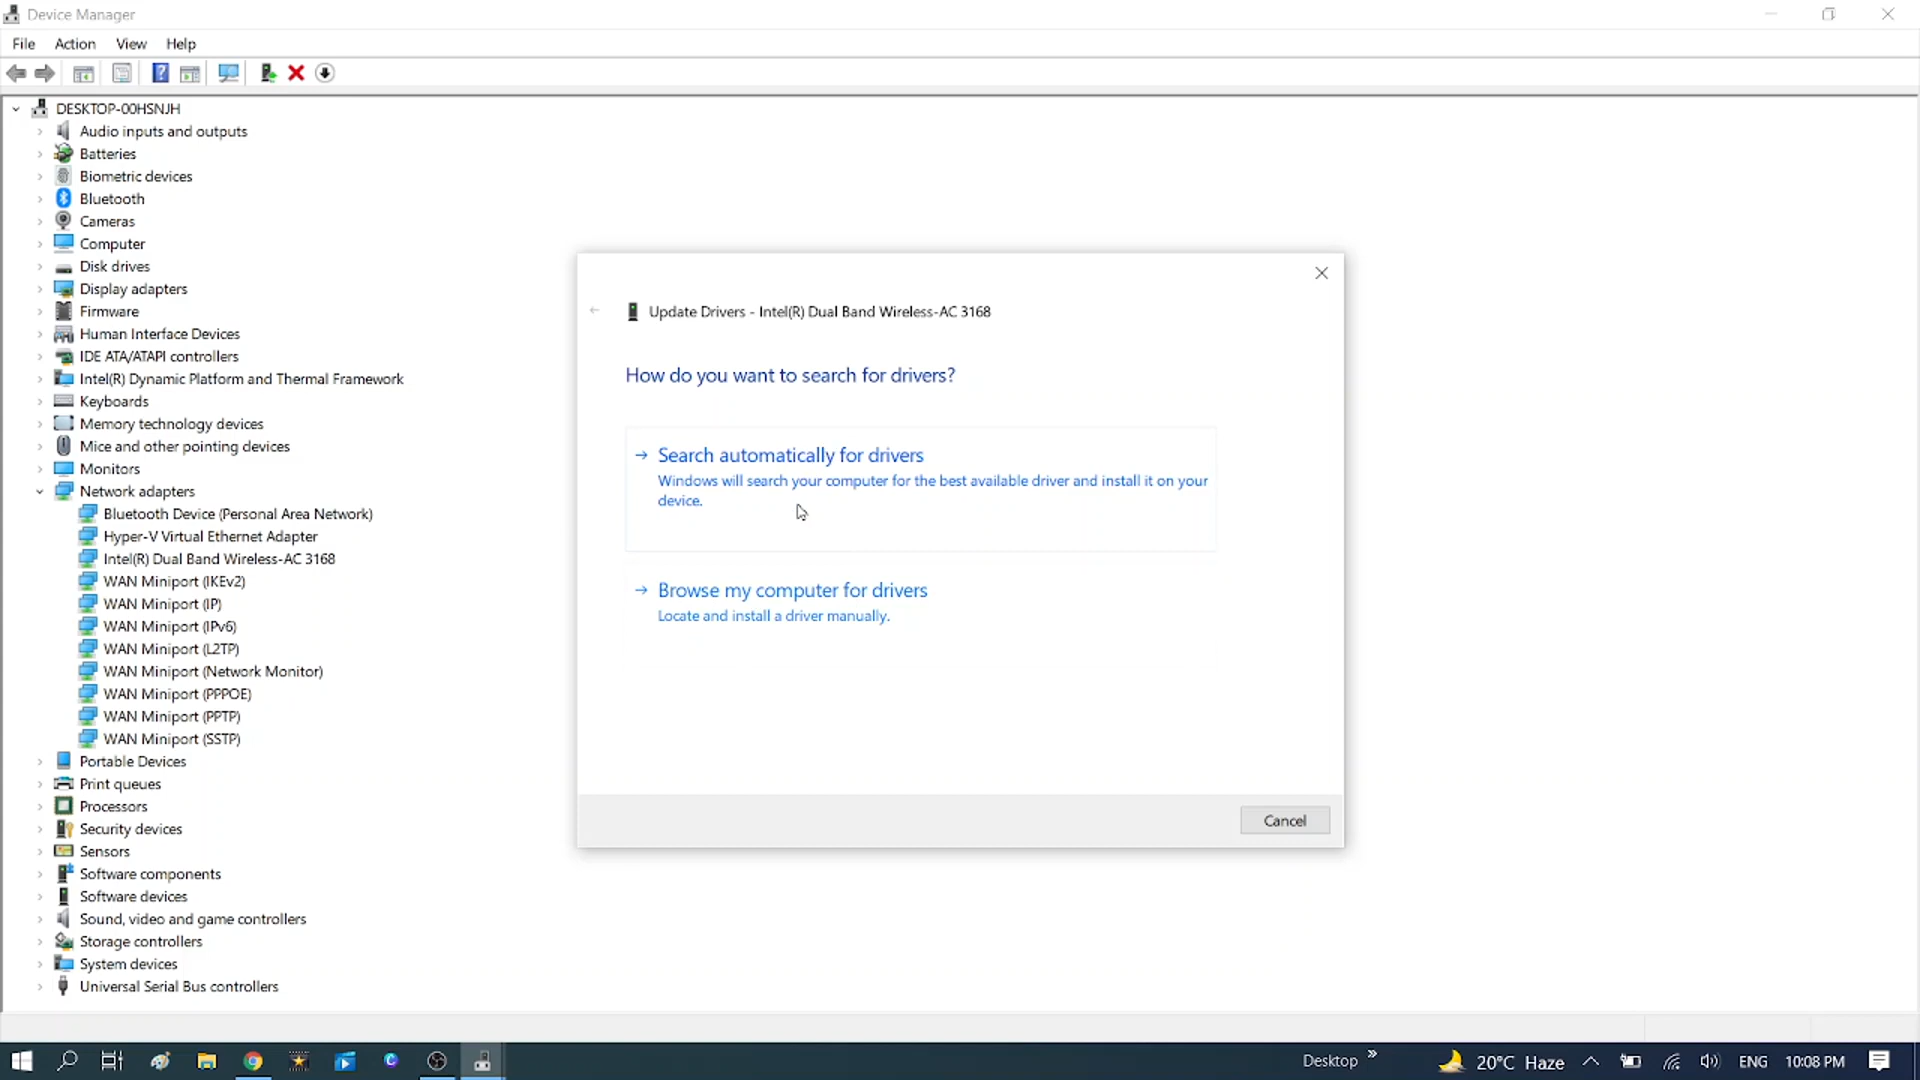 Device Manager
File Action View Help
DESKTOP-00HSNJH
Audio inputs and outputs
Batteries
Biometric devices
Bluetooth
Cameras
Computer
Disk drives
Display adapters
Firmware
Human Interface Devices
IDE ATA/ATAPI controllers
Intel(R) Dynamic Platform and Thermal Framework
Keyboards
Memory technology devices
Mice and other pointing devices
Monitors
Network adapters
Bluetooth Device (Personal Area Network)
Hyper-V Virtual Ethernet Adapter
Intel(R) Dual Band Wireless-AC 3168
WAN Miniport (IKEv2)
WAN Miniport (IP)
WAN Miniport (IPv6)
WAN Miniport (L2TP)
WAN Miniport (Network Monitor)
WAN Miniport (PPPOE)
WAN Miniport (PPTP)
WAN Miniport (SSTP)
Portable Devices
Print queues
Processors
Security devices
Sensors
Software components
Software devices
Sound, video and game controllers
Storage controllers
System devices
Universal Serial Bus controllers
Update Drivers - Intel(R) Dual Band Wireless-AC 3168
How do you want to search for drivers?
Search automatically for drivers
Windows will search your computer for the best available driver and install it on your
device.
Browse my computer for drivers
Locate and install a driver manually.
Cancel
Desktop 20°C Haze ENG 10:08 PM